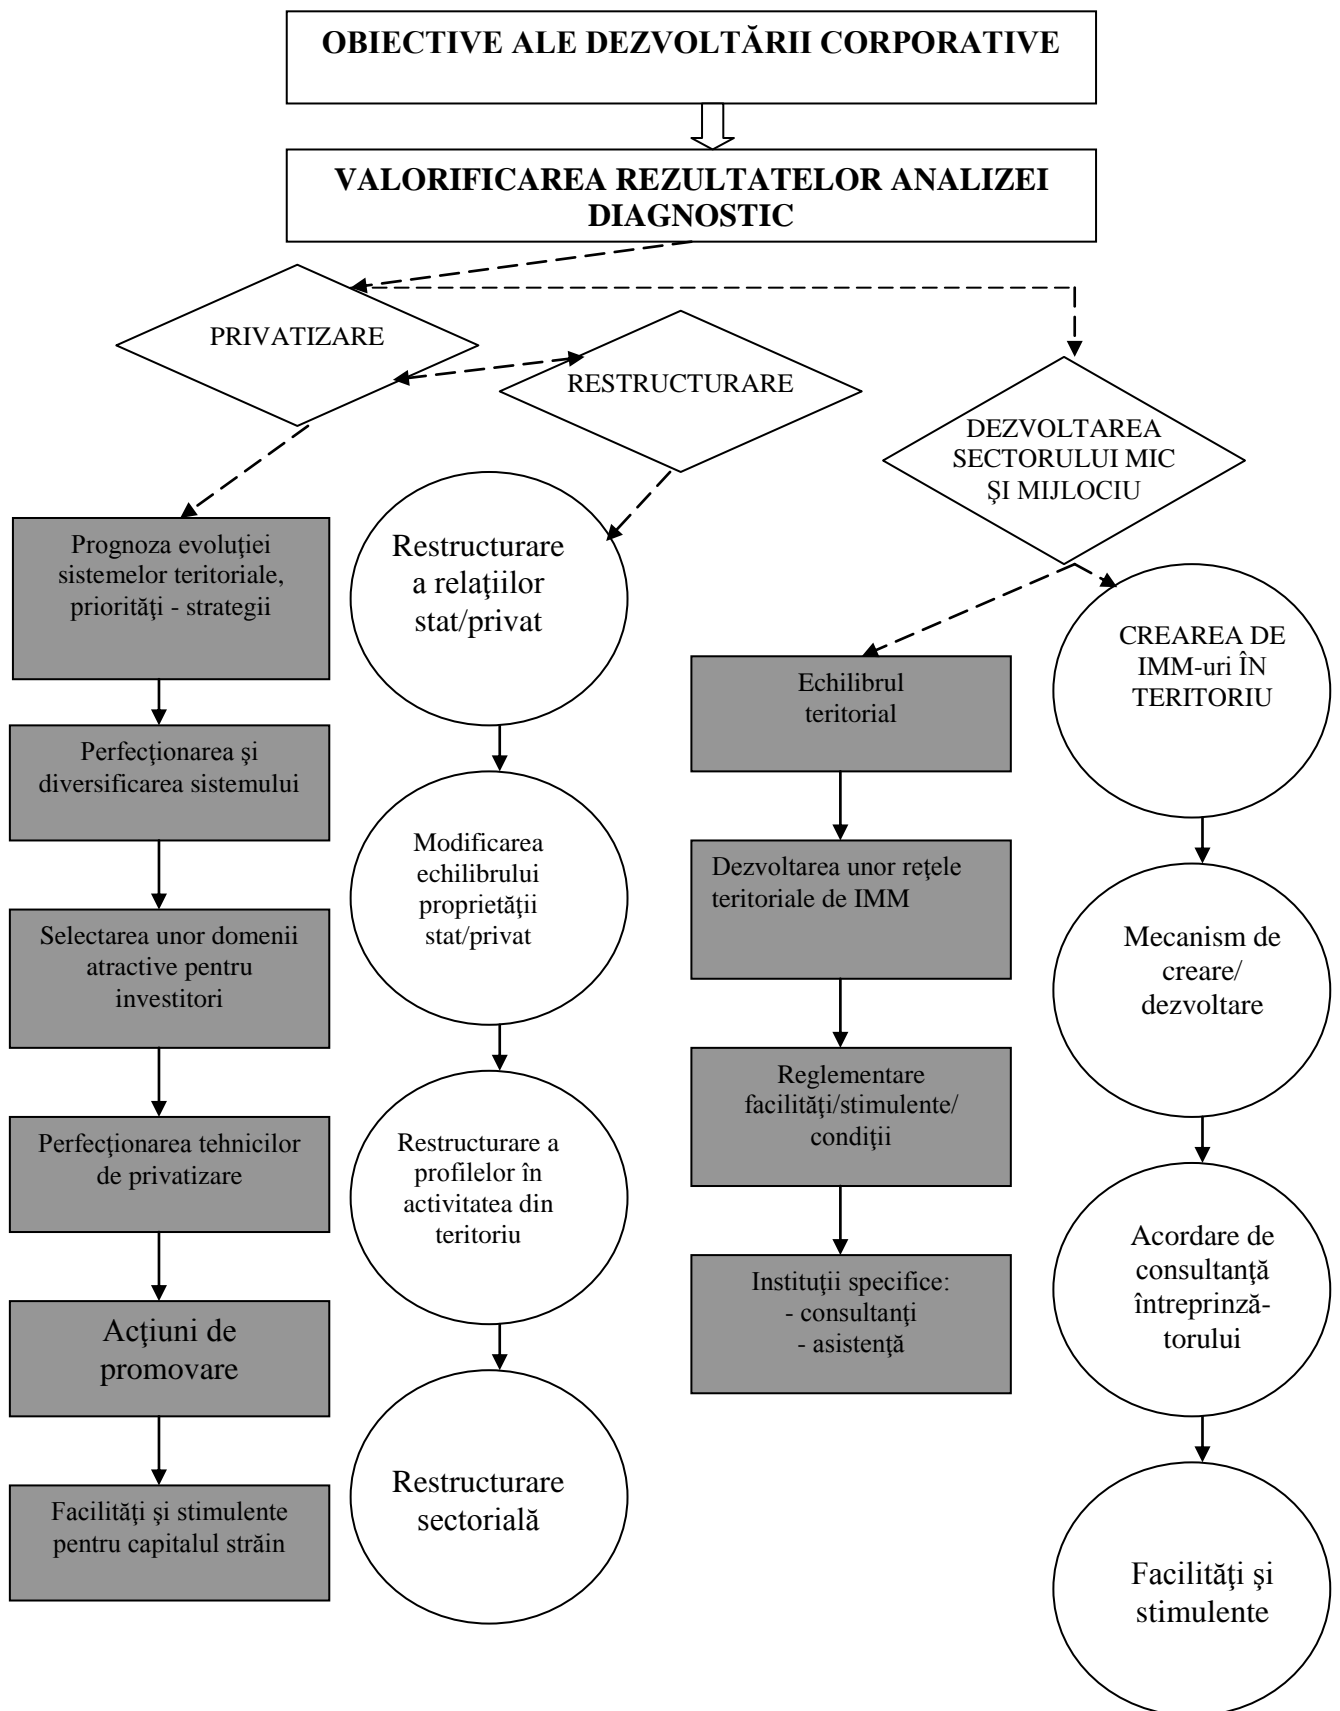 OBIECTIVE ALE DEZVOLTĂRII CORPORATIVE
VALORIFICAREA REZULTATELOR ANALIZEI
DIAGNOSTIC
PRIVATIZARE
RESTRUCTURARE
DEZVOLTAREA
SECTORULUI MIC
ŞI MIJLOCIU
Prognoza evoluţiei
sistemelor teritoriale,
priorităţi - strategii
Perfecţionarea şi
diversificarea sistemului
Selectarea unor domenii
atractive pentru
investitori
Perfecţionarea tehnicilor
de privatizare
Acţiuni de
promovare
Facilităţi şi stimulente
pentru capitalul străin
Restructurare
a relaţiilor
stat/privat
Modificarea
echilibrului
proprietăţii
stat/privat
Restructurare a
profilelor în
activitatea din
teritoriu
Restructurare
sectorială
Echilibrul
teritorial
Dezvoltarea unor reţele
teritoriale de IMM
Reglementare
facilităţi/stimulente/
condiţii
Instituţii specifice:
- consultanţi
- asistenţă
CREAREA DE
IMM-uri ÎN
TERITORIU
Mecanism de
creare/
dezvoltare
Acordare de
consultanţă
întreprinză-
torului
Facilităţi şi
stimulente